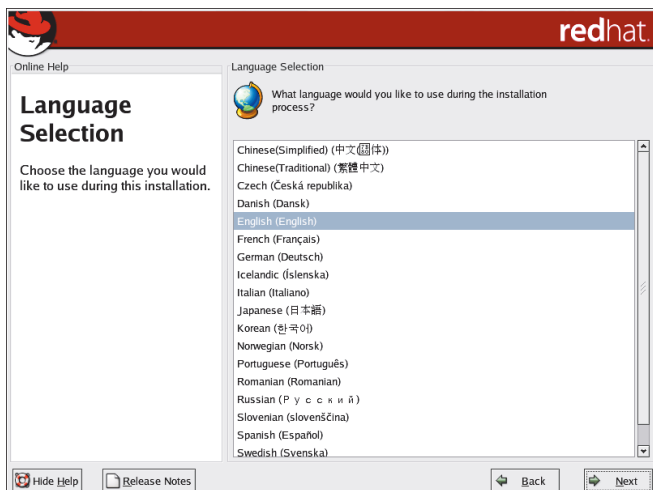 redhat.
Online Help
Language
Selection
Choose the language you would
like to use during this installation.
Language Selection
What language would you like to use during the installation
process?
Chinese(Simplified) (中文(体))
Chinese(Traditional) (繁體中文)
Czech (Česká republika)
Danish (Dansk)
English (English)
French (Français)
German (Deutsch)
Icelandic (Íslenska)
Italian (Italiano)
Japanese (日本語)
Korean (한국어)
Norwegian (Norsk)
Portuguese (Português)
Romanian (Romanian)
Russian (Русский)
Slovenian (slovenščina)
Spanish (Español)
Swedish (Svenska)
Hide Help
Release Notes
Back
Next